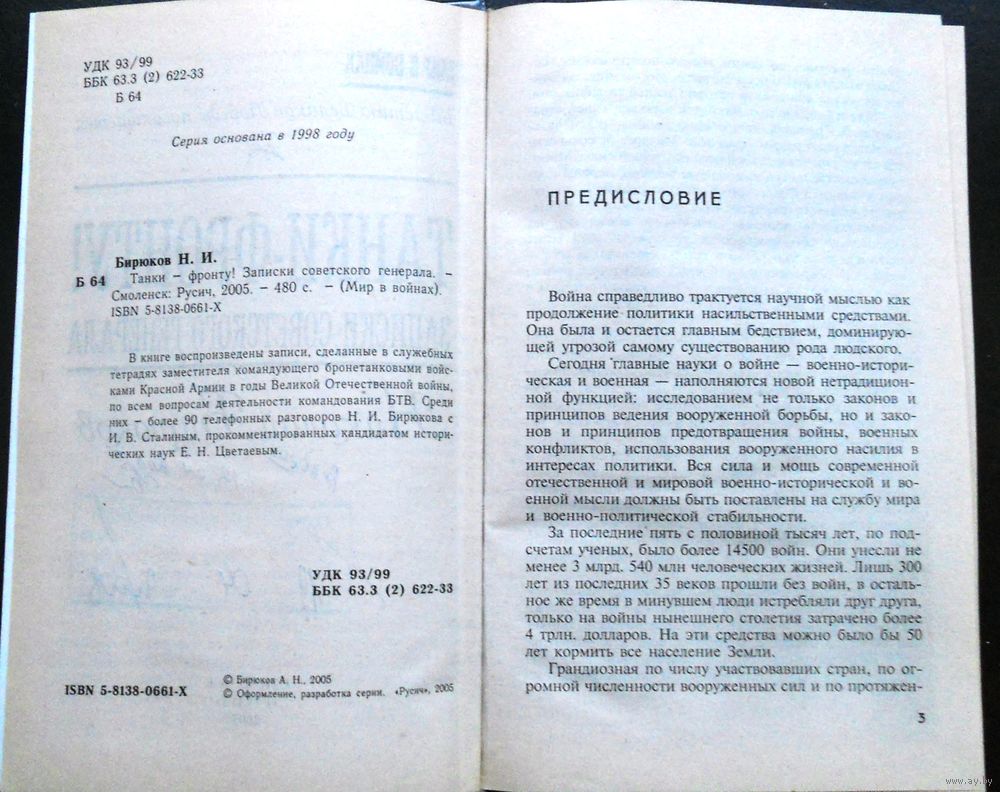 УДК 93/99
ББК 63.3 (2) 622-33
Б 64
Серия основана в 1998 году
Бирюков Н. И.
Б 64
Танки – фронту! Записки советского генерала. –
Смоленск: Русич, 2005. – 480 с. – (Мир в войнах).
ISBN 5-8138-0661-X
В книге воспроизведены записи, сделанные в служебных
тетрадях заместителя командующего бронетанковыми войс-
ками Красной Армии в годы Великой Отечественной войны,
по всем вопросам деятельности командования БТВ. Среди
них – более 90 телефонных разговоров Н. И. Бирюкова с
И. В. Сталиным, прокомментированных кандидатом истори-
ческих наук Е. Н. Цветаевым.
УДК 93/99
ББК 63.3 (2) 622-33
ISBN 5-8138-0661-X
© Бирюков А. Н., 2005
© Оформление, разработка серии. «Русич», 2005
ПРЕДИСЛОВИЕ
Война справедливо трактуется научной мыслью как
продолжение политики насильственными средствами.
Она была и остается главным бедствием, доминирую-
щей угрозой самому существованию рода людского.
Сегодня главные науки о войне — военно-истори-
ческая и военная — наполняются новой нетрадицион-
ной функцией: исследованием не только законов и
принципов ведения вооруженной борьбы, но и зако-
нов и принципов предотвращения войны, военных
конфликтов, использования вооруженного насилия в
интересах политики. Вся сила и мощь современной
отечественной и мировой военно-исторической и во-
енной мысли должны быть поставлены на службу мира
и военно-политической стабильности.
За последние пять с половиной тысяч лет, по под-
счетам ученых, было более 14500 войн. Они унесли не
менее 3 млрд. 540 млн человеческих жизней. Лишь 300
лет из последних 35 веков прошли без войн, в осталь-
ное же время в минувшем люди истребляли друг друга,
только на войны нынешнего столетия затрачено более
4 трлн. долларов. На эти средства можно было бы 50
лет кормить все население Земли.
Грандиозная по числу участвовавших стран, по ог-
ромной численности вооруженных сил и по протяжен-
3
www.ay.by